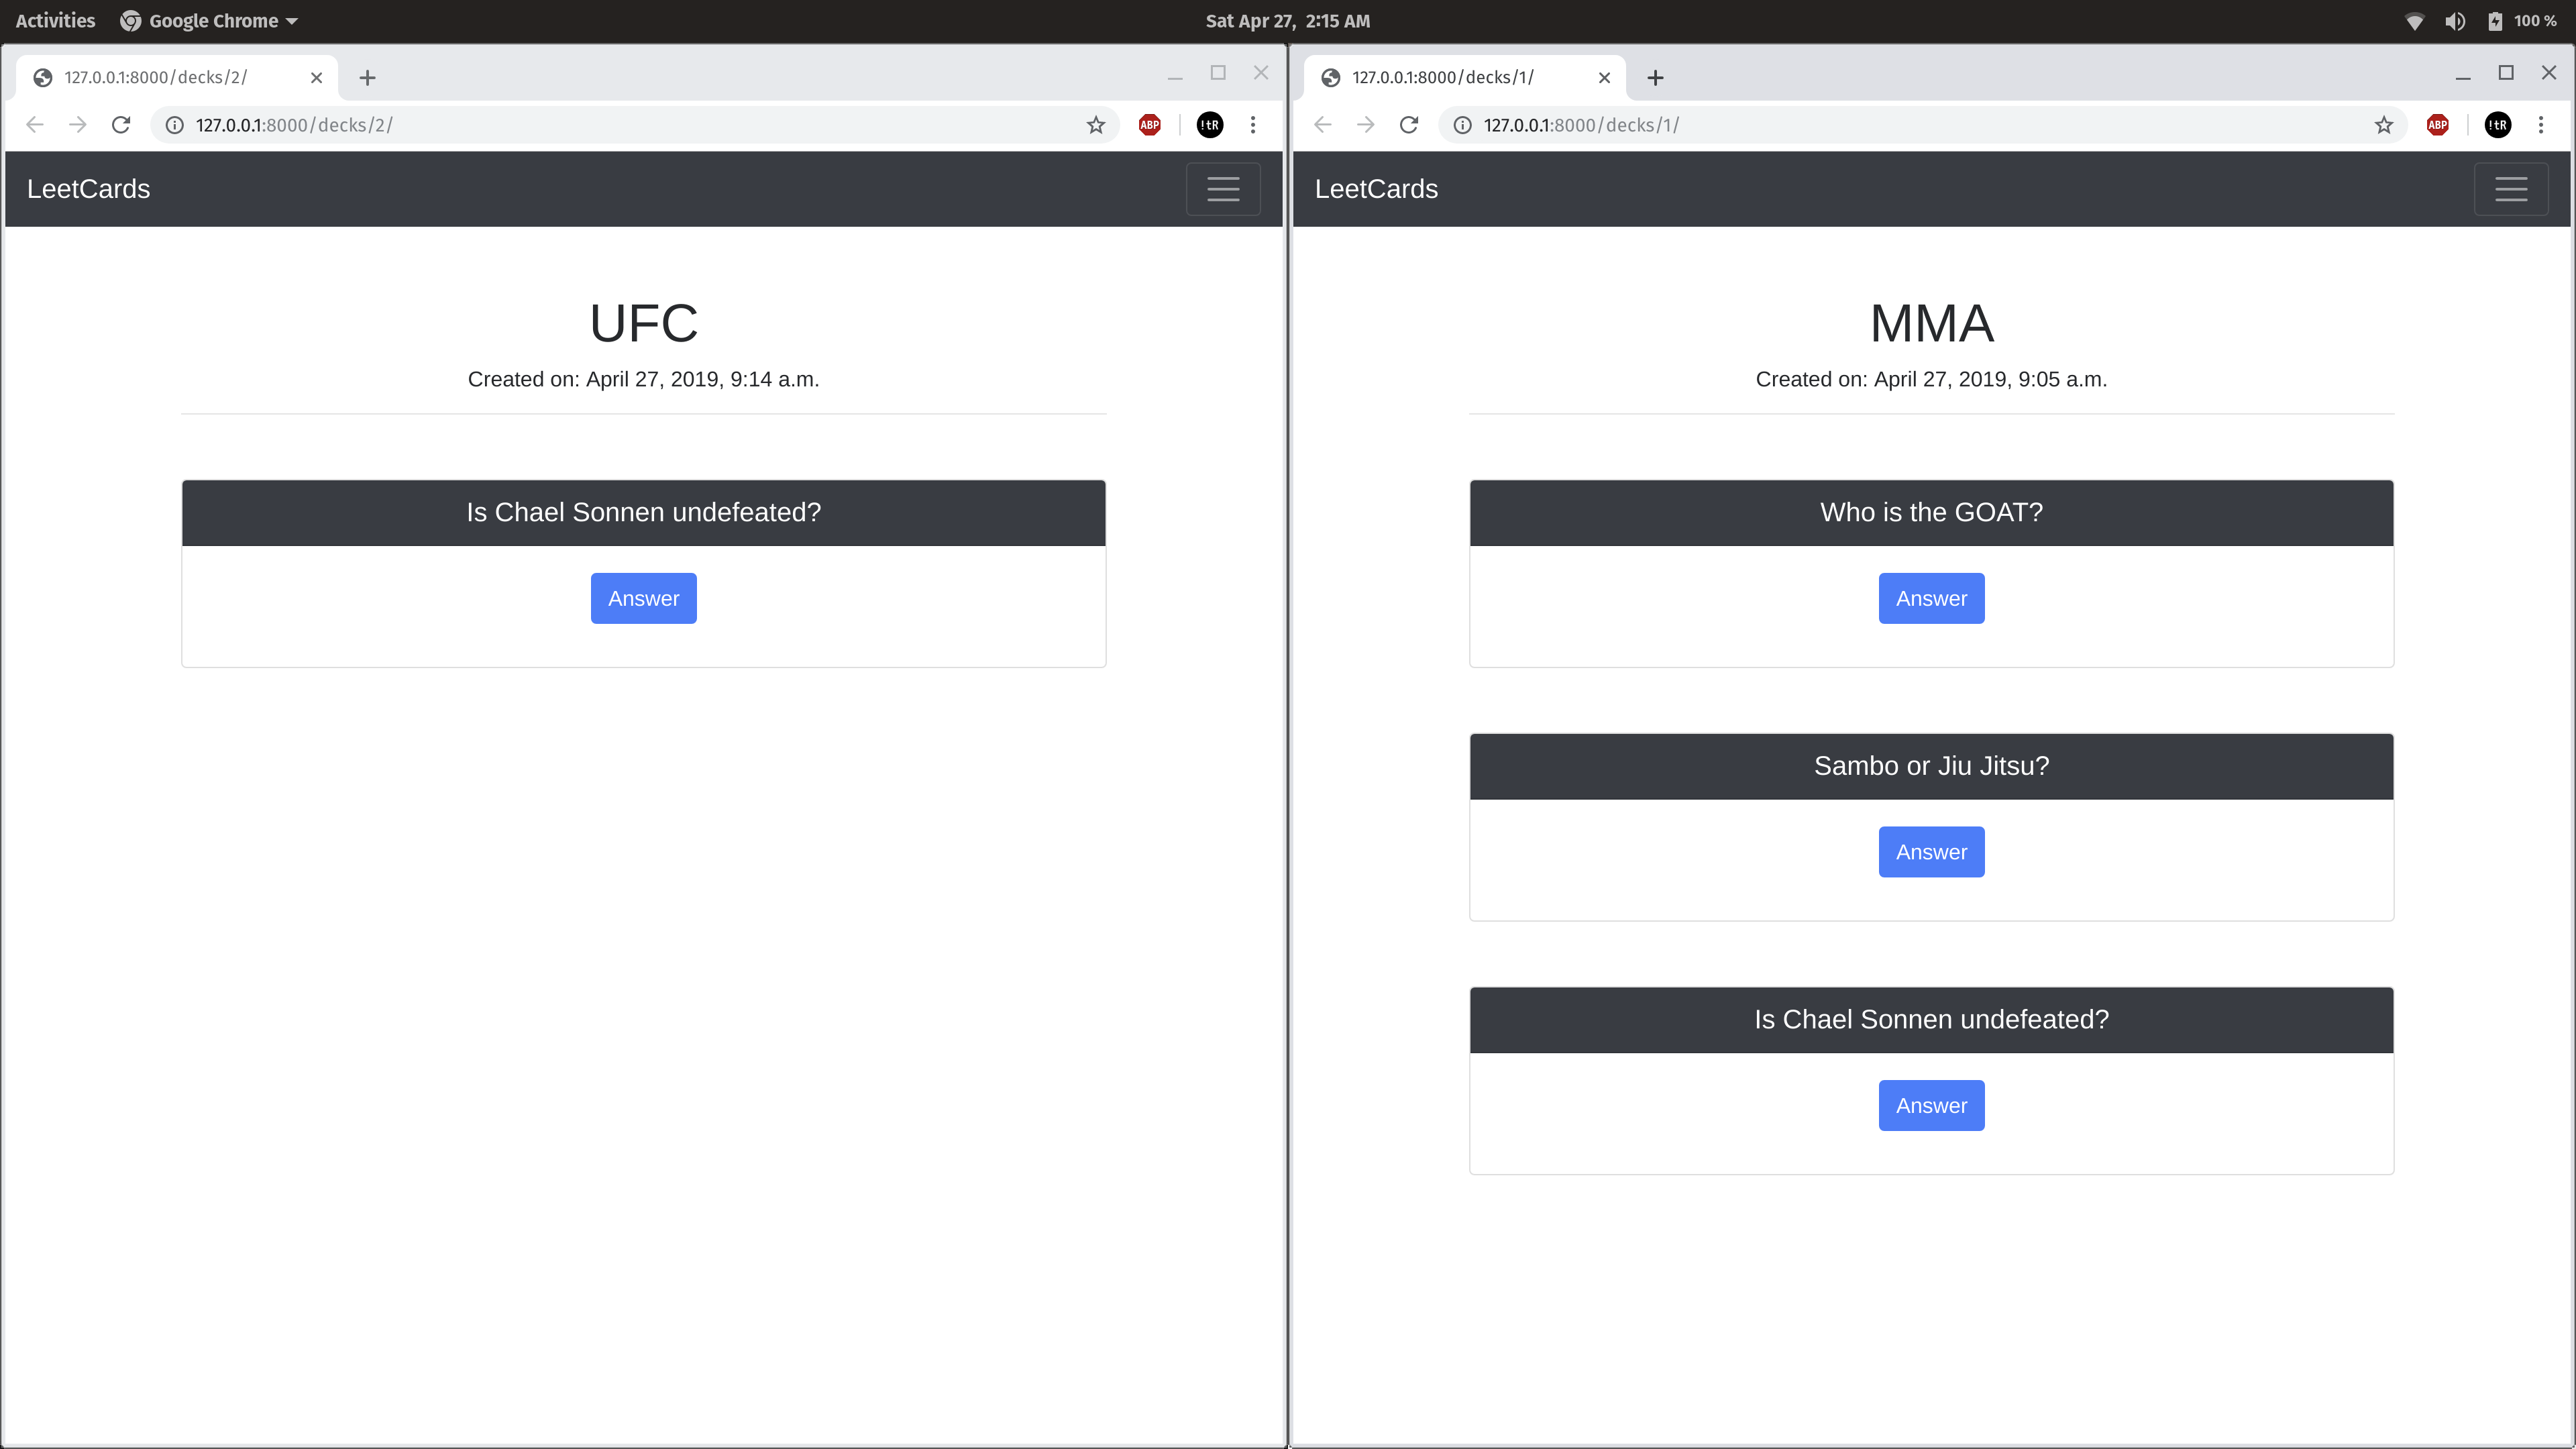 Activities Google Chrome Sat Apr 27, 2:15 AM 100 %
127.0.0.1:8000/decks/2/
127.0.0.1:8000/decks/2/ ABP !tR
LeetCards
UFC
Created on: April 27, 2019, 9:14 a.m.
Is Chael Sonnen undefeated?
Answer
127.0.0.1:8000/decks/1/
127.0.0.1:8000/decks/1/ ABP !tR
LeetCards
MMA
Created on: April 27, 2019, 9:05 a.m.
Who is the GOAT?
Answer
Sambo or Jiu Jitsu?
Answer
Is Chael Sonnen undefeated?
Answer